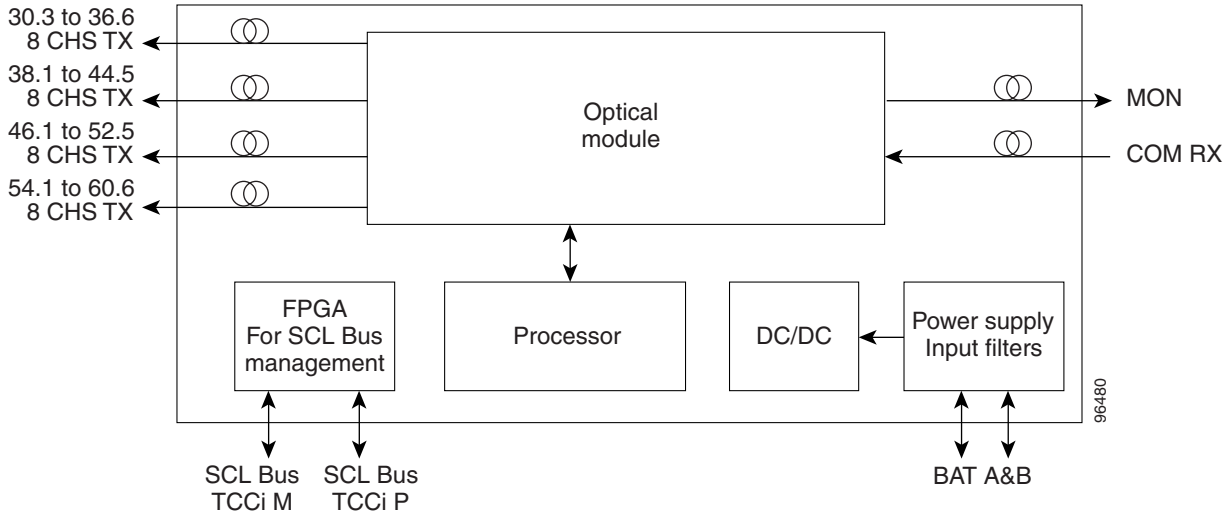 30.3 to 36.6
8 CHS TX
38.1 to 44.5
8 CHS TX
46.1 to 52.5
8 CHS TX
54.1 to 60.6
8 CHS TX
Optical
module
MON
COM RX
FPGA
For SCL Bus
management
Processor
DC/DC
Power supply
Input filters
96480
SCL Bus
TCCi M
SCL Bus
TCCi P
BAT A&B